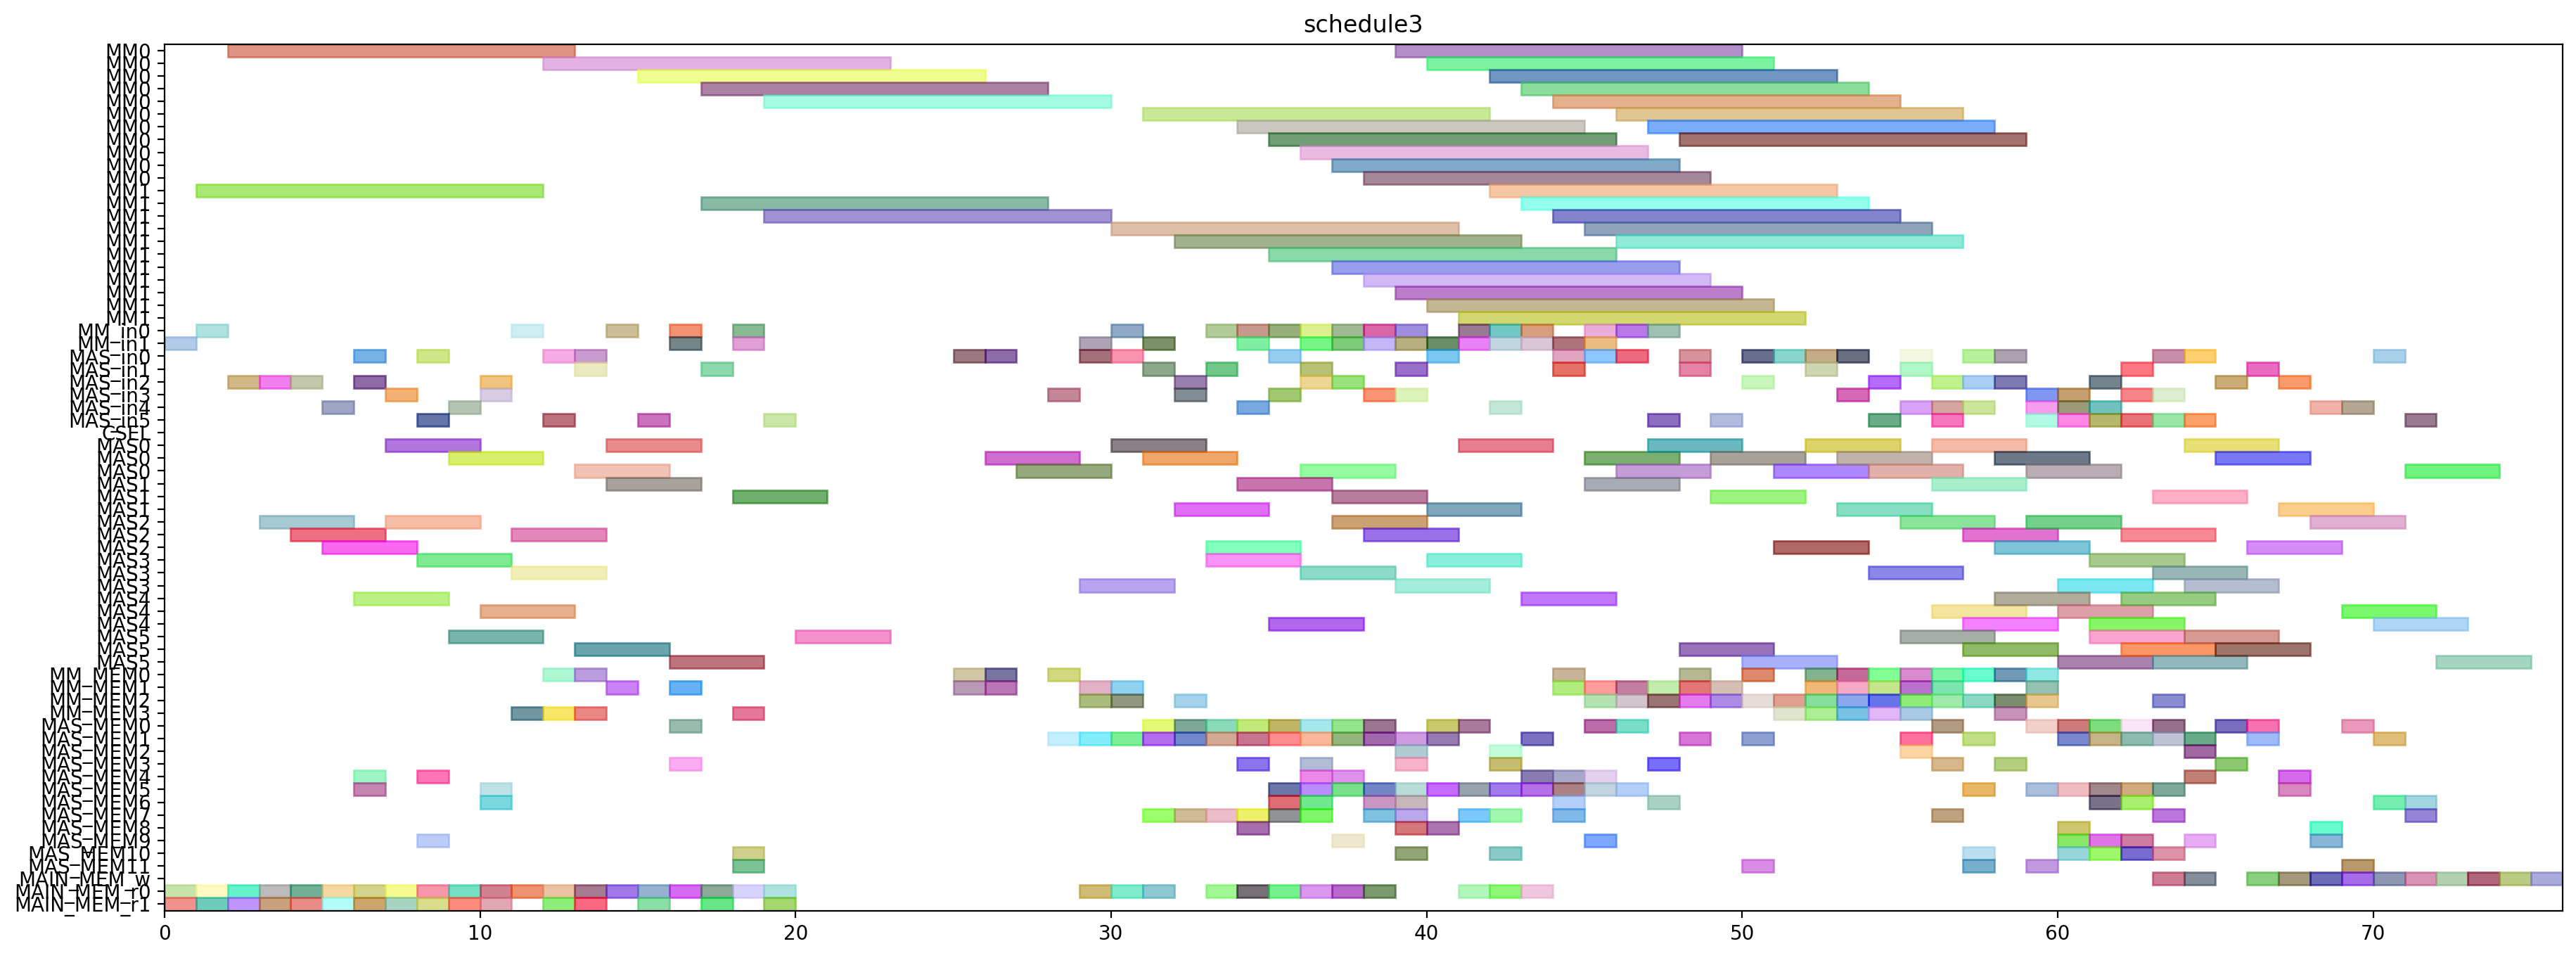 schedule3
MM0
MM0
MM0
MM0
MM0
MM0
MM0
MM0
MM0
MM0
MM0
MM1
MM1
MM1
MM1
MM1
MM1
MM1
MM1
MM1
MM1
MM1
MM_in0
MM_in1
MAS_in0
MAS_in1
MAS_in2
MAS_in3
MAS_in4
MAS_in5
CSEL
MAS0
MAS0
MAS0
MAS1
MAS1
MAS1
MAS2
MAS2
MAS2
MAS3
MAS3
MAS3
MAS4
MAS4
MAS4
MAS5
MAS5
MAS5
MM_MEM0
MM_MEM1
MM_MEM2
MM_MEM3
MAS_MEM0
MAS_MEM1
MAS_MEM2
MAS_MEM3
MAS_MEM4
MAS_MEM5
MAS_MEM6
MAS_MEM7
MAS_MEM8
MAS_MEM9
MAS_MEM10
MAS_MEM11
MAIN_MEM_w
MAIN_MEM_r0
MAIN_MEM_r1
0 10 20 30 40 50 60 70